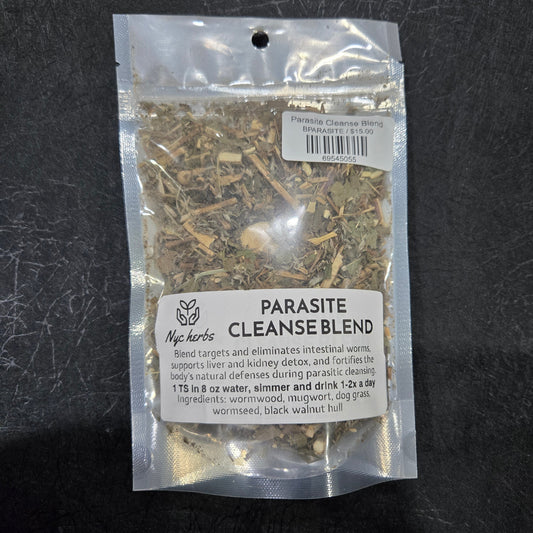 Parasite Cleanse Blend
BPARASITE / $15.00
69545055
Nyc herbs
PARASITE
CLEANSE BLEND
Blend targets and eliminates intestinal worms,
supports liver and kidney detox, and fortifies the
body's natural defenses during parasitic cleansing.
1 TS in 8 oz water, simmer and drink 1-2x a day
Ingredients: wormwood, mugwort, dog grass,
wormseed, black walnut hull